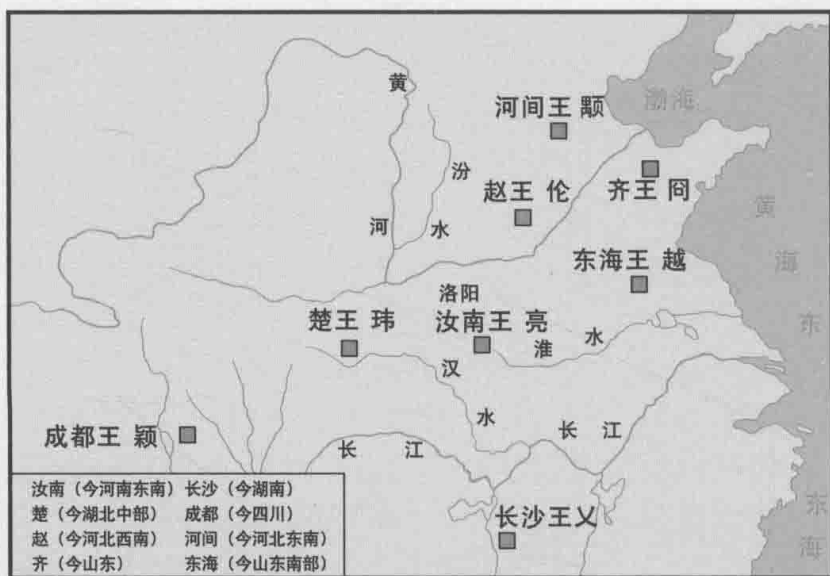 渤海
黄
河间王 颙
汾
赵王 伦
齐王 冏
河
水
黄
海
东海王 越
洛阳
楚王 玮
汝南王 亮
淮 水
东
汉
水
长 江
成都王 颖
长 江
汝南（今河南东南）长沙（今湖南）
楚（今湖北中部） 成都（今四川）
赵（今河北西南） 河间（今河北东南）
齐（今山东） 东海（今山东南部）
长沙王乂
东
海